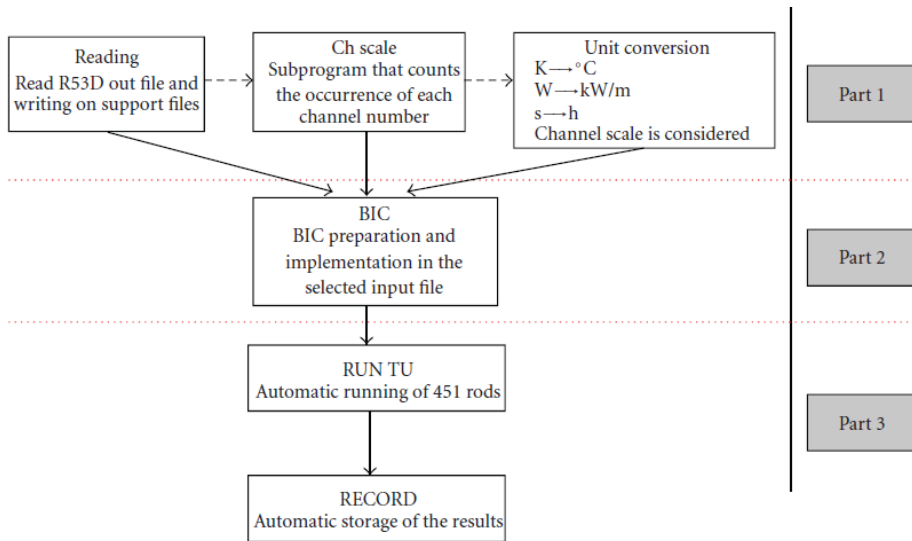 Reading
Read R53D out file and
writing on support files
Ch scale
Subprogram that counts
the occurrence of each
channel number
Unit conversion
K→°C
W→kW/m
s→h
Channel scale is considered
Part 1
BIC
BIC preparation and
implementation in the
selected input file
Part 2
RUN TU
Automatic running of 451 rods
RECORD
Automatic storage of the results
Part 3